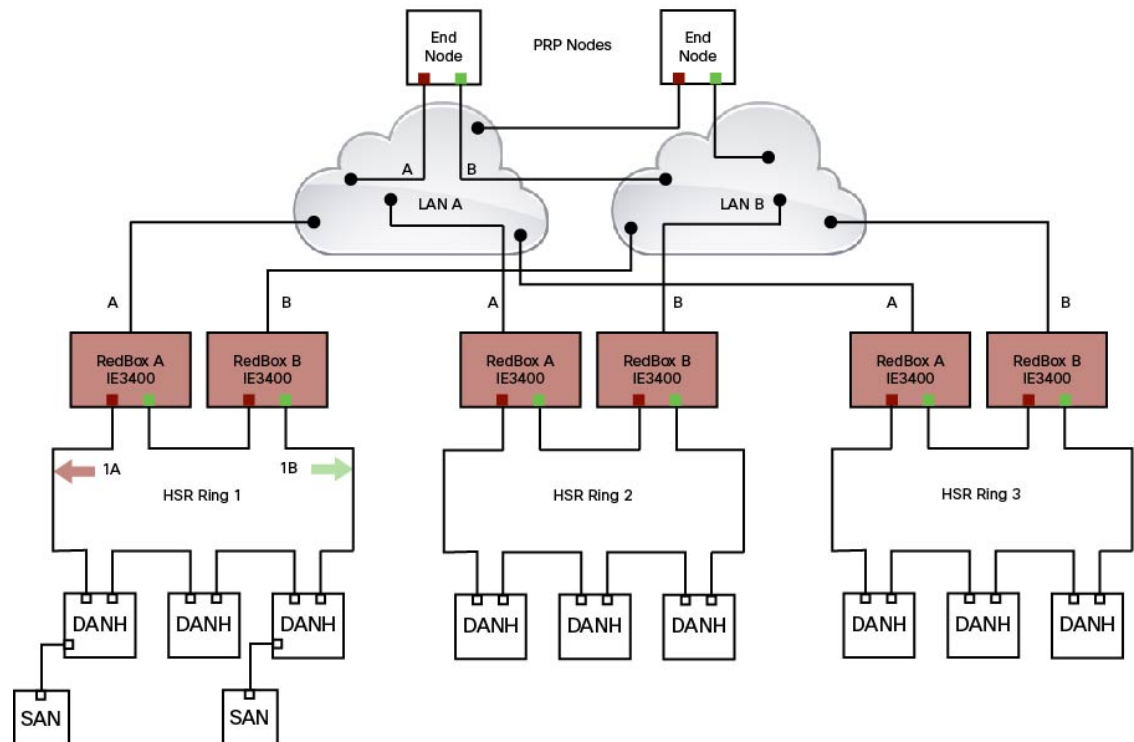 End
Node
PRP Nodes
End
Node
A
B
LAN A
LAN B
A
B
A
B
A
B
RedBox A
IE3400
RedBox B
IE3400
RedBox A
IE3400
RedBox B
IE3400
RedBox A
IE3400
RedBox B
IE3400
1A
1B
HSR Ring 1
HSR Ring 2
HSR Ring 3
DANH
DANH
DANH
DANH
DANH
DANH
DANH
DANH
DANH
SAN
SAN